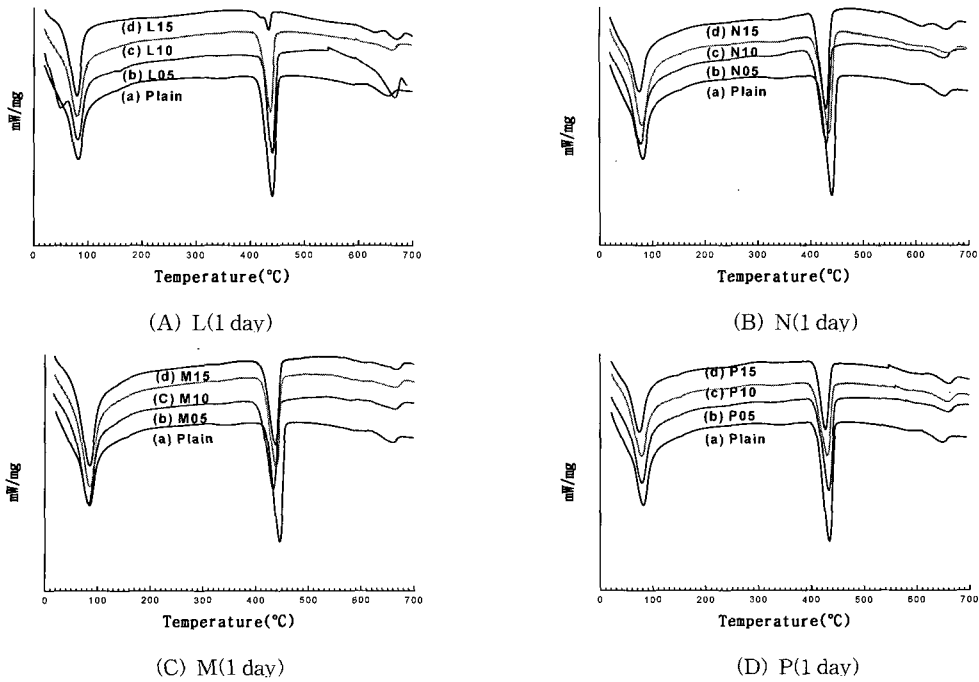 mW/mg
(d) L15
(c) L10
(b) L05
(a) Plain
0 100 200 300 400 500 600 700
Temperature(℃)
(A) L(1 day)
mW/mg
(d) N15
(c) N10
(b) N05
(a) Plain
0 100 200 300 400 500 600 700
Temperature(℃)
(B) N(1 day)
mW/mg
(d) M15
(C) M10
(b) M05
(a) Plain
0 100 200 300 400 500 600 700
Temperature(℃)
(C) M(1 day)
mW/mg
(d) P15
(c) P10
(b) P05
(a) Plain
0 100 200 300 400 500 600 700
Temperature(℃)
(D) P(1 day)